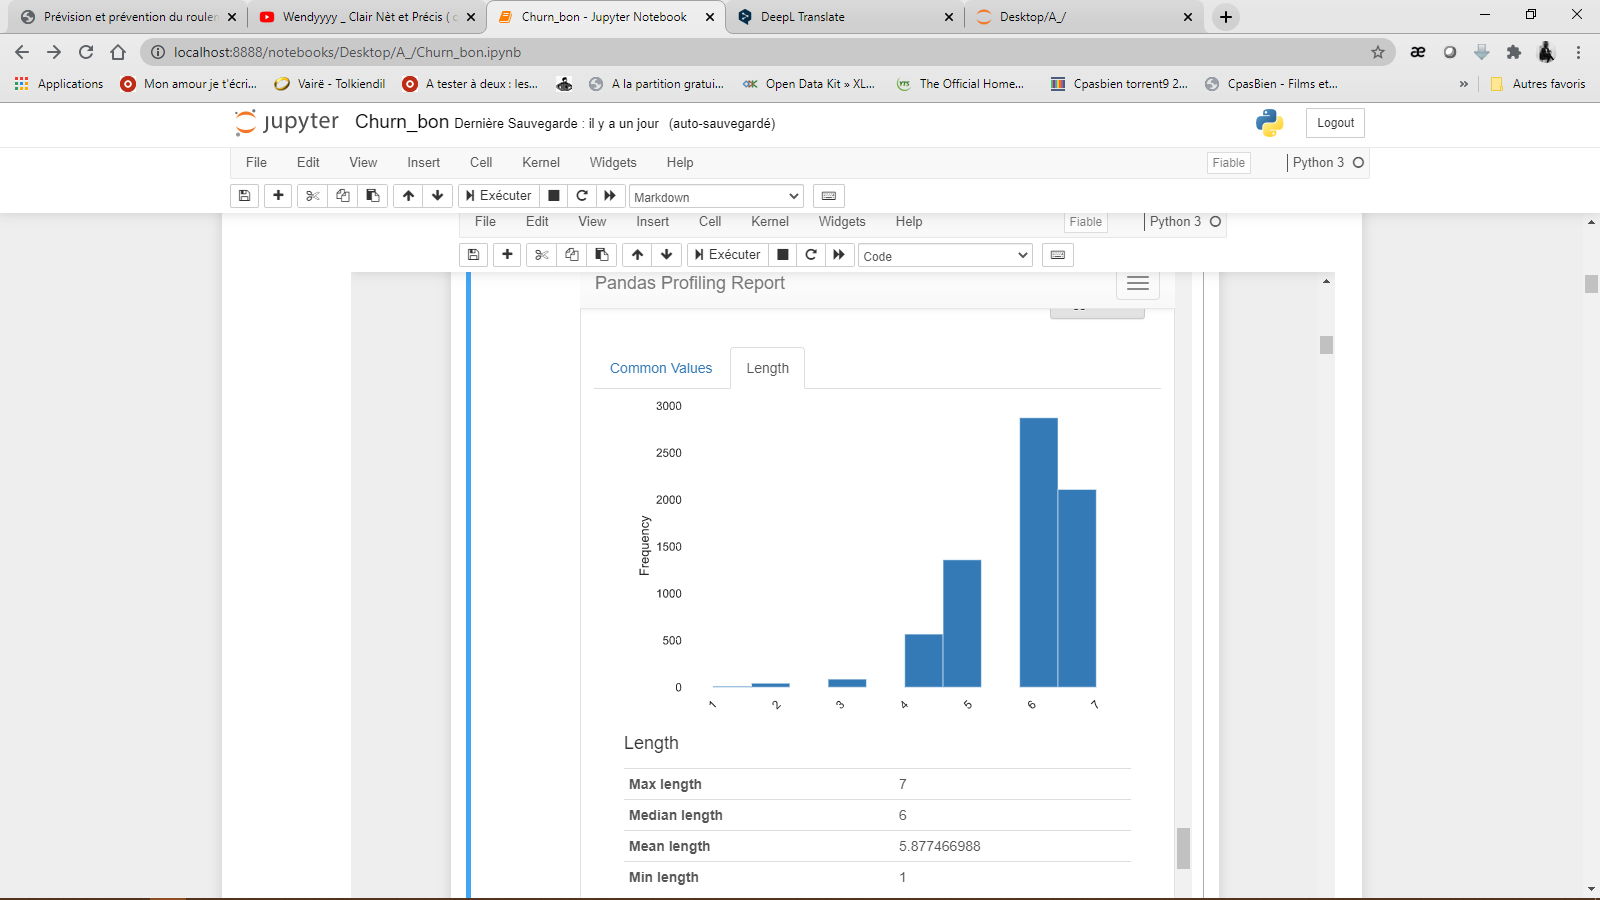 Prévision et prévention du rouler
Wendyyyy _ Clair Nèt et Précis ( c
Churn_bon - Jupyter Notebook
DeepL Translate
Desktop/A_/
localhost:8888/notebooks/Desktop/A_/Churn_bon.ipynb
Applications
Mon amour je t'écri...
Vairë - Tolkiendil
A tester à deux : les...
A la partition gratui...
Open Data Kit » XL...
The Official Home...
Cpasbien torrent9 2...
CpasBien - Films et...
»
Autres favoris
jupyter Churn_bon Dernière Sauvegarde : il y a un jour (auto-sauvegardé)
Logout
File Edit View Insert Cell Kernel Widgets Help
Fiable
Python 3
Exécuter
Markdown
File Edit View Insert Cell Kernel Widgets Help
Fiable
Python 3
Exécuter
Code
Pandas Profiling Report
Common Values
Length
3000
2500
2000
1500
1000
500
0
Frequency
1 2 3 4 5 6 7
Length
Max length 7
Median length 6
Mean length 5.877466988
Min length 1